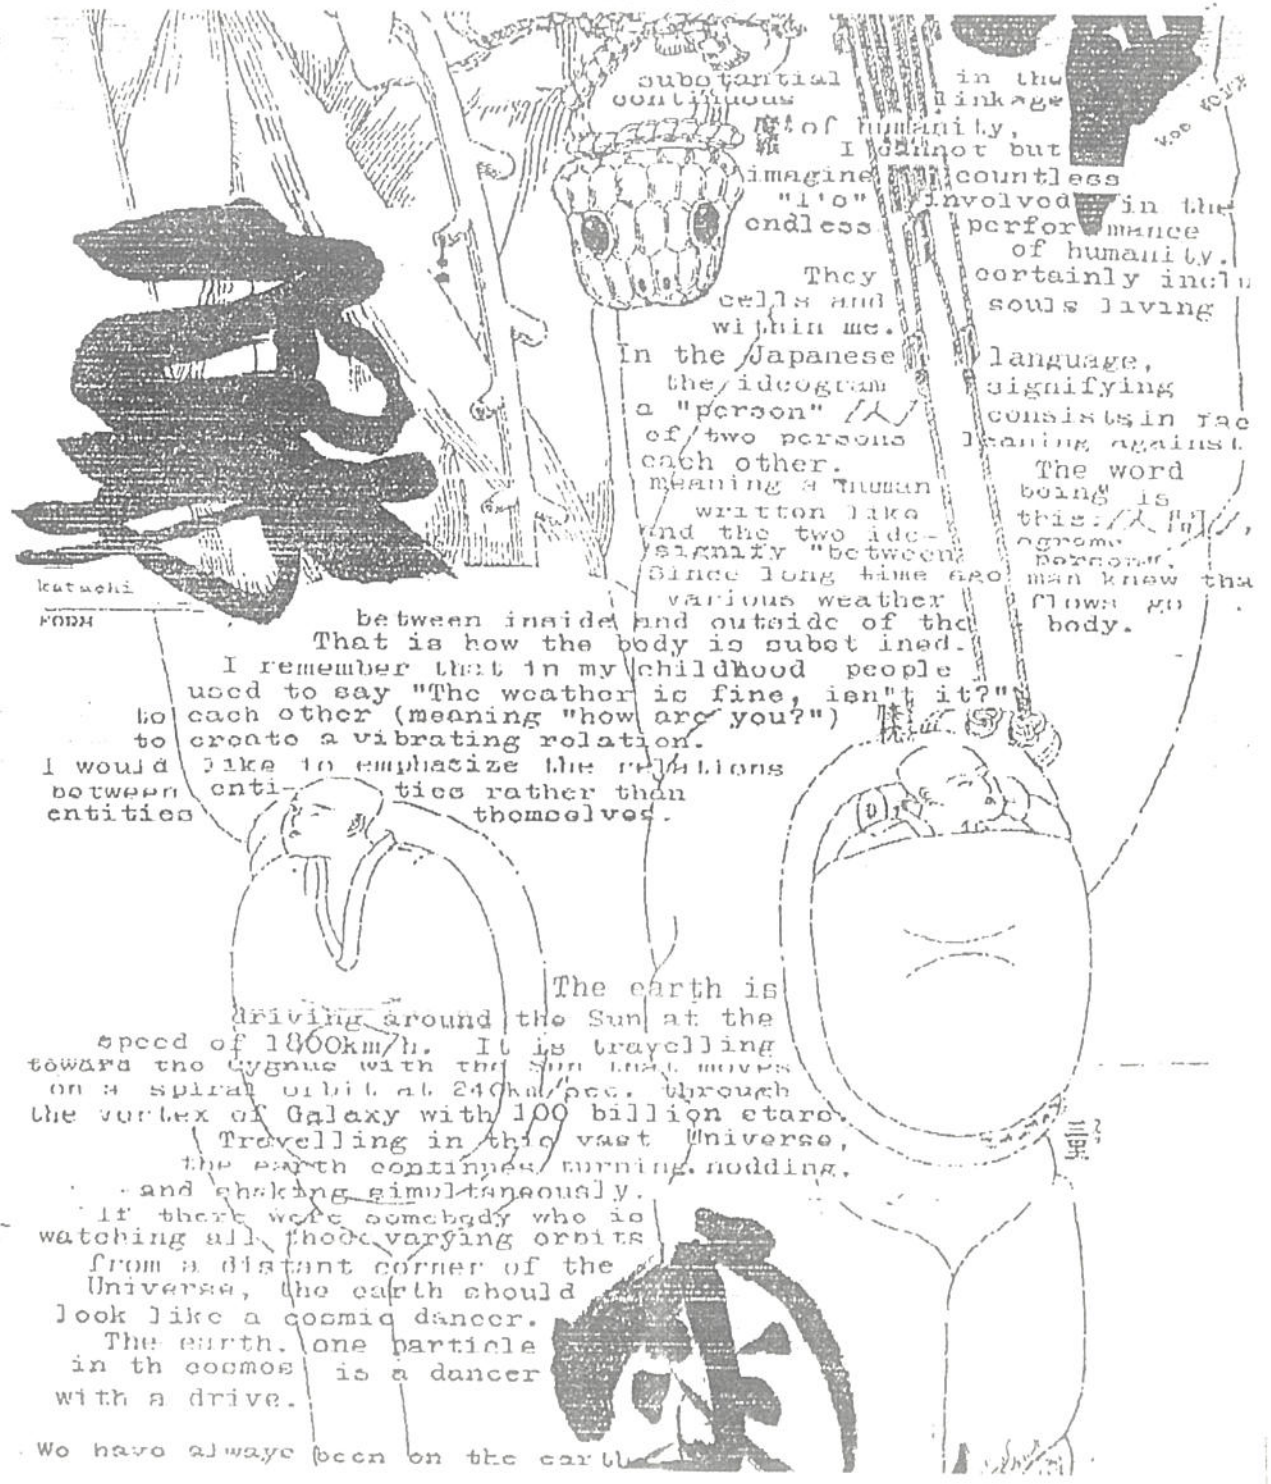 substantial in the
continuous linkage
of humanity,
I cannot but
imagine countless
"I's" involved in the
endless performance
of humanity.
They certainly inclu
cells and souls living
within me.
In the Japanese language,
the ideogram signifying
a "person" /人/ consists in fac
of two persons leaning against
each other. The word
meaning a "human being" is
written like this:/人間/,
and the two ideograms
signify "between persons".
Since long time ago man knew tha
various weather flows go
between inside and outside of the body.
That is how the body is subst ined.
I remember that in my childhood people
used to say "The weather is fine, isn"t it?"
to each other (meaning "how are you?")
to create a vibrating relation.
I would like to emphasize the relations
between enti- ties rather than
entities themselves.
katachi
FORM
The earth is
driving around the Sun at the
speed of 1800km/h. It is travelling
toward the Cygnus with the Sun that moves
on a spiral orbit at 240km/sec. through
the vortex of Galaxy with 100 billion stars.
Travelling in this vast Universe,
the earth continues turning, nodding,
and shaking simultaneously.
If there were somebody who is
watching all those varying orbits
from a distant corner of the
Universe, the earth should
look like a cosmic dancer.
The earth, one particle
in th cosmos is a dancer
with a drive.
We have always been on the earth